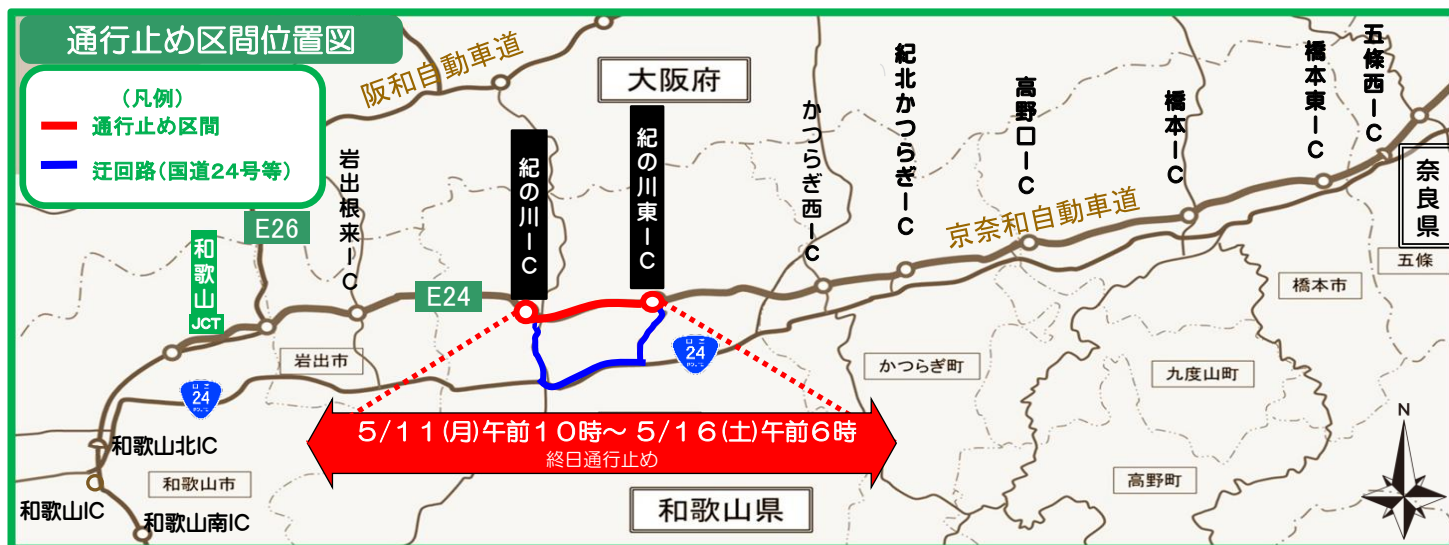 通行止め区間位置図
（凡例）
通行止め区間
迂回路（国道24号等）
阪和自動車道
大阪府
紀の川IC
紀の川東IC
かつらぎ西IC
紀北かつらぎIC
高野口IC
橋本IC
橋本東IC
五條西IC
奈良県
五條
橋本市
京奈和自動車道
E26
岩出根来IC
和歌山
JCT
E24
岩出市
24
24
かつらぎ町
九度山町
5/11(月)午前10時～5/16(土)午前6時
終日通行止め
和歌山北IC
和歌山市
和歌山IC
和歌山南IC
和歌山県
高野町
N